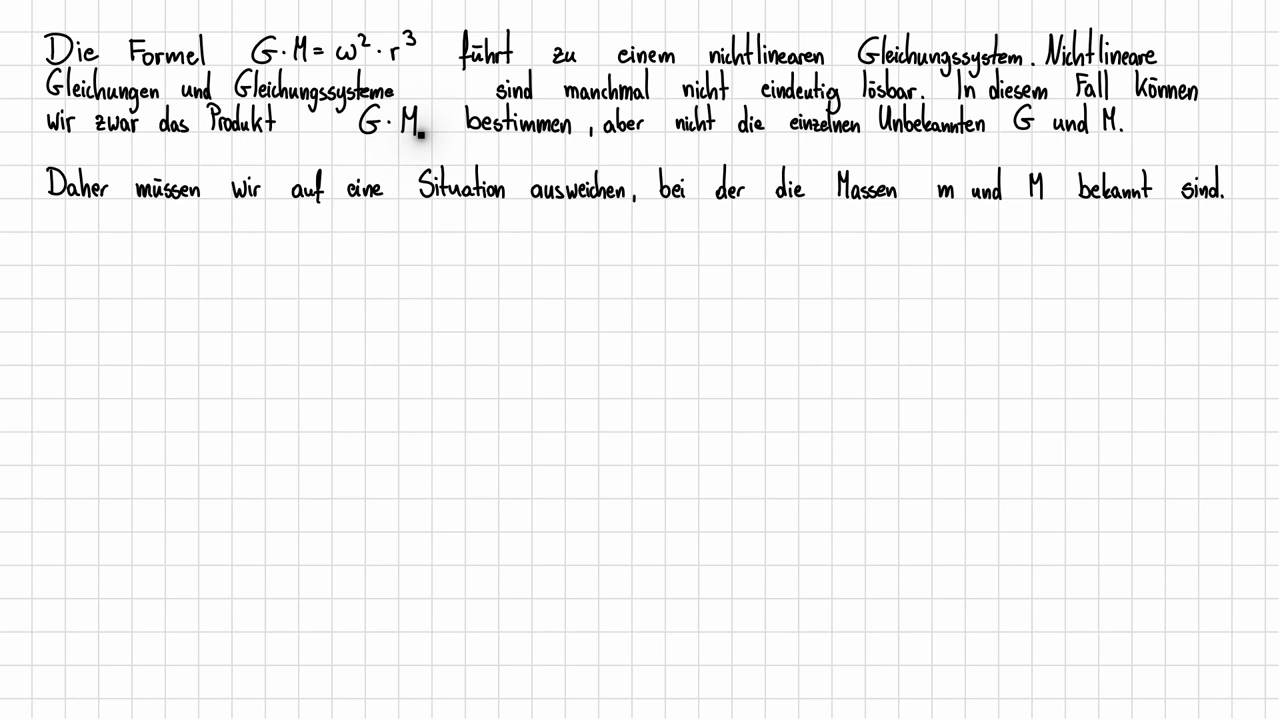 Die Formel G · M = ω² · r³ führt zu einem nichtlinearen Gleichungssystem. Nichtlineare
Gleichungen und Gleichungssysteme sind manchmal nicht eindeutig lösbar. In diesem Fall können
wir zwar das Produkt G · M bestimmen, aber nicht die einzelnen Unbekannten G und M.
Daher müssen wir auf eine Situation ausweichen, bei der die Massen m und M bekannt sind.